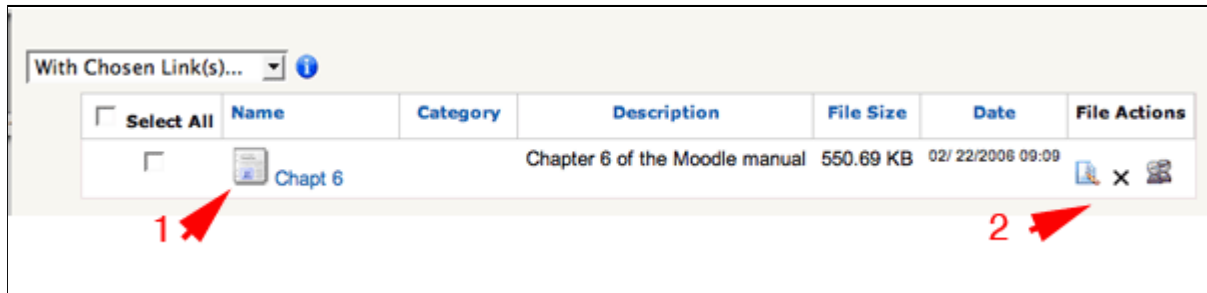 With Chosen Link(s)...
Select All Name Category Description File Size Date File Actions
Chapt 6 Chapter 6 of the Moodle manual 550.69 KB 02/ 22/2006 09:09
1 2